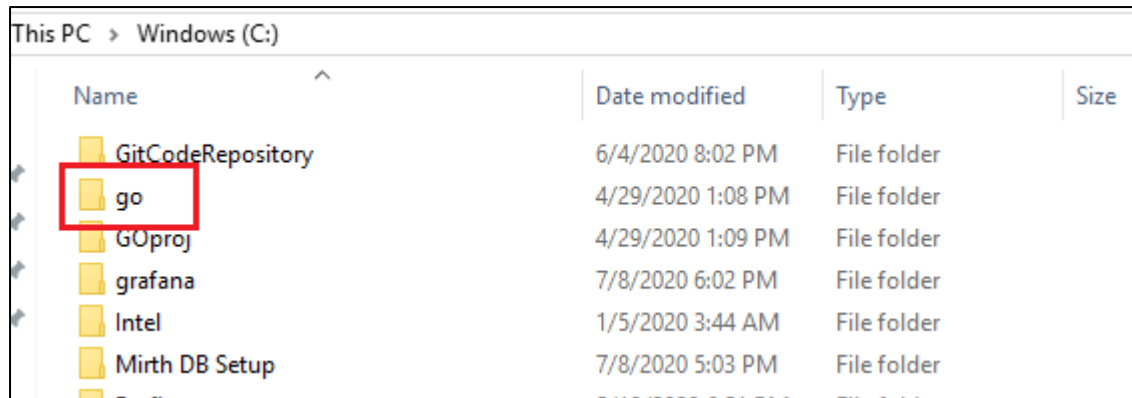 This PC > Windows (C:)
Name Date modified Type Size
GitCodeRepository 6/4/2020 8:02 PM File folder
go 4/29/2020 1:08 PM File folder
GOproj 4/29/2020 1:09 PM File folder
grafana 7/8/2020 6:02 PM File folder
Intel 1/5/2020 3:44 AM File folder
Mirth DB Setup 7/8/2020 5:03 PM File folder